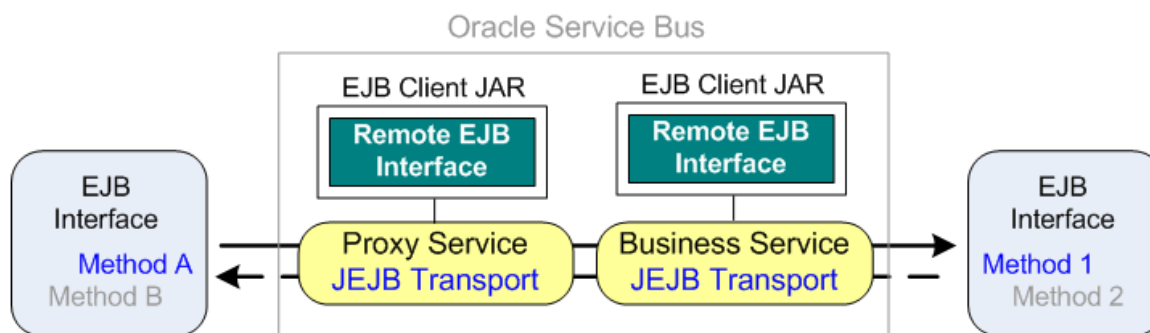 Oracle Service Bus
EJB Client JAR
EJB Client JAR
Remote EJB
Interface
Remote EJB
Interface
EJB
Interface
Method A
Method B
Proxy Service
JEJB Transport
Business Service
JEJB Transport
EJB
Interface
Method 1
Method 2